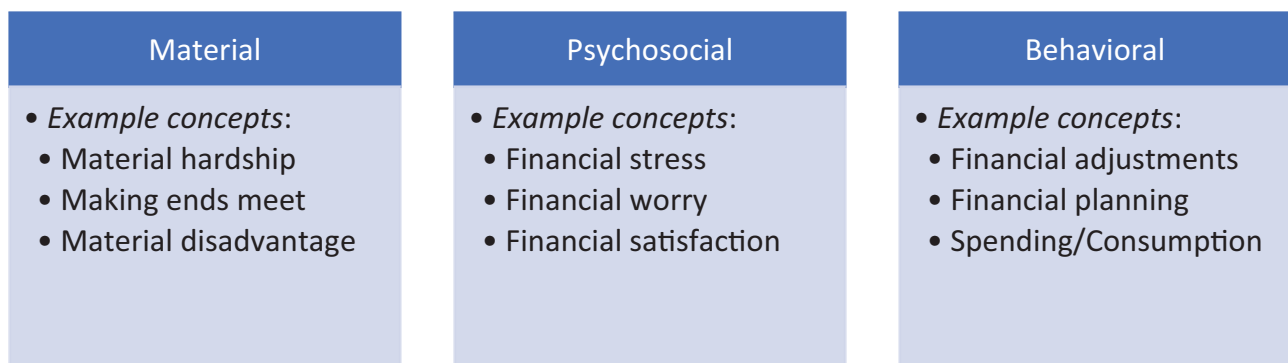 Material
• Example concepts:
• Material hardship
• Making ends meet
• Material disadvantage
Psychosocial
• Example concepts:
• Financial stress
• Financial worry
• Financial satisfaction
Behavioral
• Example concepts:
• Financial adjustments
• Financial planning
• Spending/Consumption